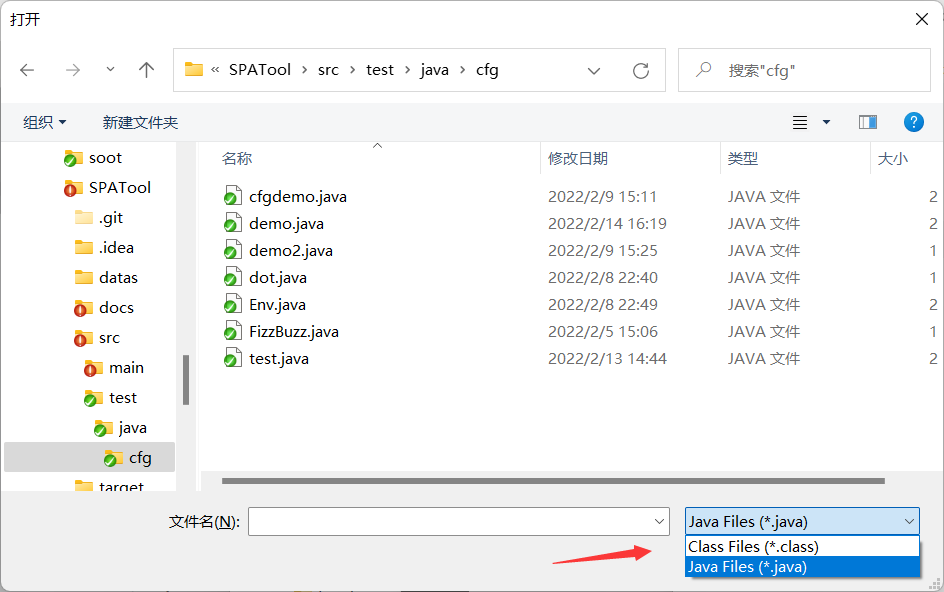 打开
« SPATool › src › test › java › cfg
搜索"cfg"
组织
新建文件夹
soot
SPATool
.git
.idea
datas
docs
src
main
test
java
cfg
target
名称 修改日期 类型 大小
cfgdemo.java 2022/2/9 15:11 JAVA 文件 2
demo.java 2022/2/14 16:19 JAVA 文件 2
demo2.java 2022/2/9 15:25 JAVA 文件 1
dot.java 2022/2/8 22:40 JAVA 文件 1
Env.java 2022/2/8 22:49 JAVA 文件 2
FizzBuzz.java 2022/2/5 15:06 JAVA 文件 1
test.java 2022/2/13 14:44 JAVA 文件 2
文件名(N):
Java Files (*.java)
Class Files (*.class)
Java Files (*.java)